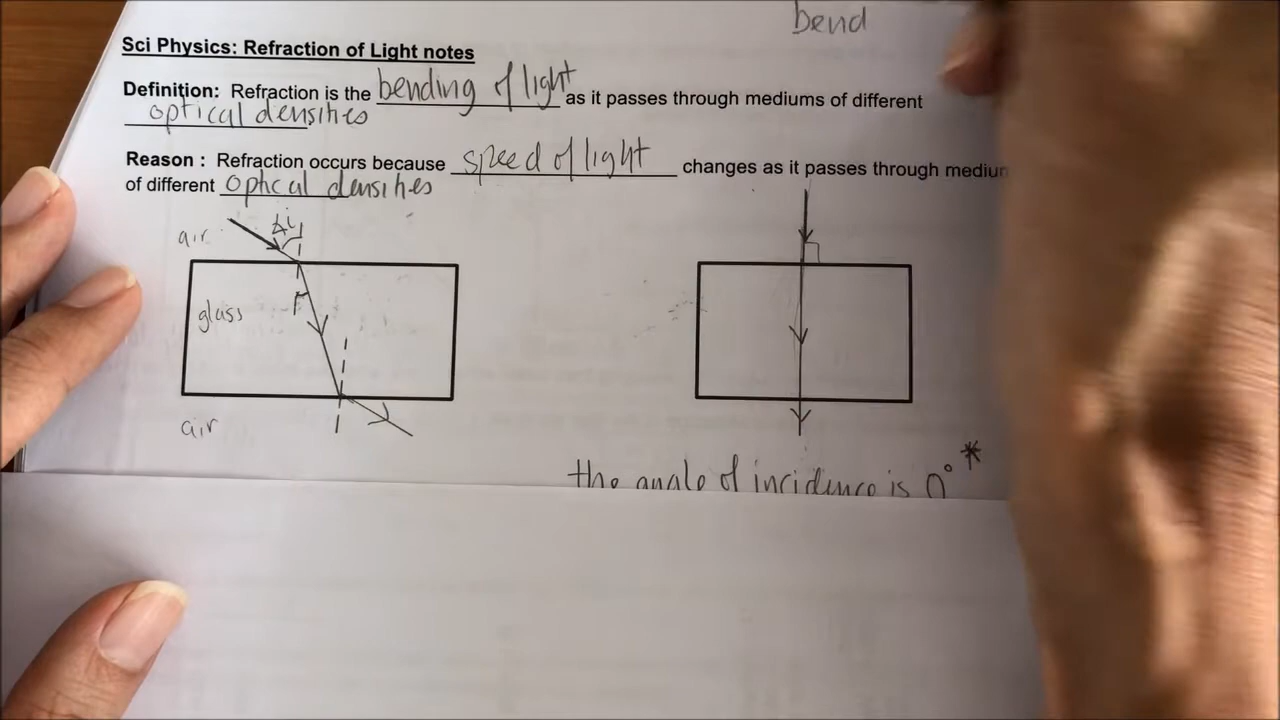 bend
Sci Physics: Refraction of Light notes
Definition: Refraction is the bending of light as it passes through mediums of different
optical densities
Reason : Refraction occurs because speed of light changes as it passes through
of different optical densities
air
i
glass
r
air
the angle of incidence is 0° *